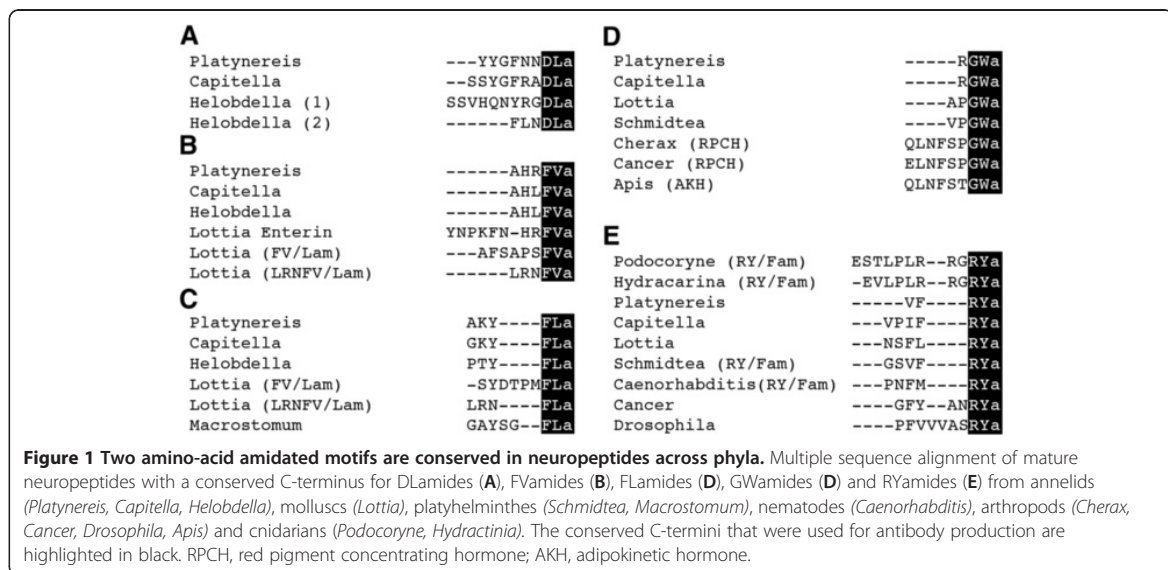 A
Platynereis ---YYGFNNDLa
Capitella --SSYGFRADLa
Helobdella (1) SSVHQNYRGDLa
Helobdella (2) ------FLNDLa
B
Platynereis ------AHRFVa
Capitella ------AHLFVa
Helobdella ------AHLFVa
Lottia Enterin YNPKFN-HRFVa
Lottia (FV/Lam) ---AFSAPSFVa
Lottia (LRNFV/Lam) ------LRNFVa
C
Platynereis AKY----FLa
Capitella GKY----FLa
Helobdella PTY----FLa
Lottia (FV/Lam) -SYDTPMFLa
Lottia (LRNFV/Lam) LRN----FLa
Macrostomum GAYSG--FLa
D
Platynereis -----RGWa
Capitella -----RGWa
Lottia ----APGWa
Schmidtea ----VPGWa
Cherax (RPCH) QLNFSPGWa
Cancer (RPCH) ELNFSPGWa
Apis (AKH) QLNFSTGWa
E
Podocoryne (RY/Fam) ESTLPLR--RGRYa
Hydracarina (RY/Fam) -EVLPLR--RGRYa
Platynereis -----VF----RYa
Capitella ---VPIF----RYa
Lottia ---NSFL----RYa
Schmidtea (RY/Fam) ---GSVF----RYa
Caenorhabditis(RY/Fam) ---PNFM----RYa
Cancer ----GFY--ANRYa
Drosophila ----PFVVVASRYa
Figure 1 Two amino-acid amidated motifs are conserved in neuropeptides across phyla. Multiple sequence alignment of mature
neuropeptides with a conserved C-terminus for DLamides (A), FVamides (B), FLamides (D), GWamides (D) and RYamides (E) from annelids
(Platynereis, Capitella, Helobdella), molluscs (Lottia), platyhelminthes (Schmidtea, Macrostomum), nematodes (Caenorhabditis), arthropods (Cherax,
Cancer, Drosophila, Apis) and cnidarians (Podocoryne, Hydractinia). The conserved C-termini that were used for antibody production are
highlighted in black. RPCH, red pigment concentrating hormone; AKH, adipokinetic hormone.